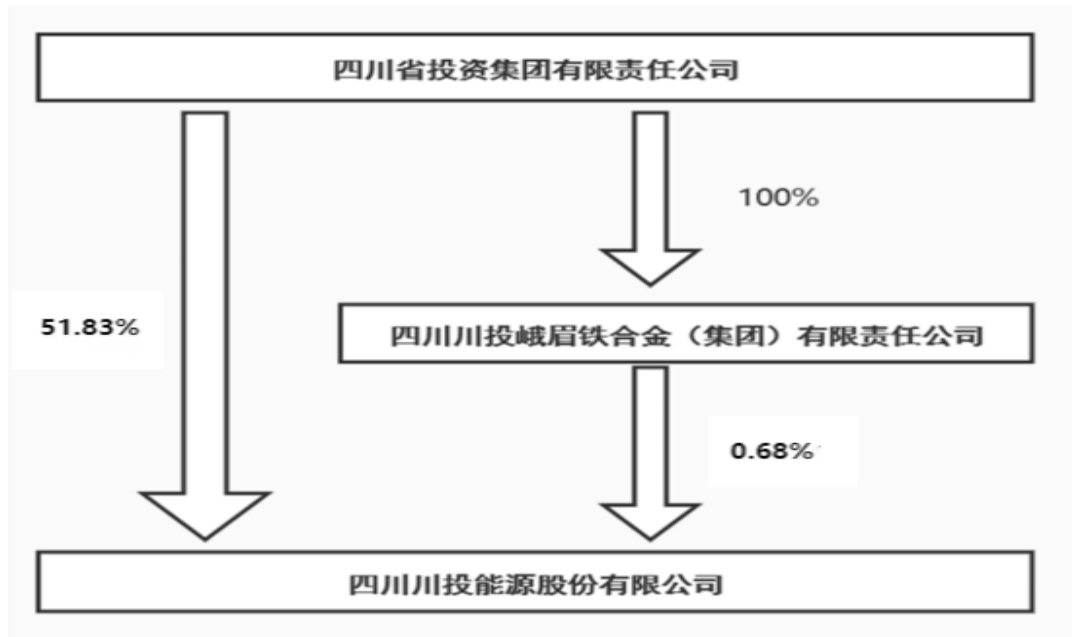 四川省投资集团有限责任公司
100%
51.83%
四川川投峨眉铁合金（集团）有限责任公司
0.68%
四川川投能源股份有限公司